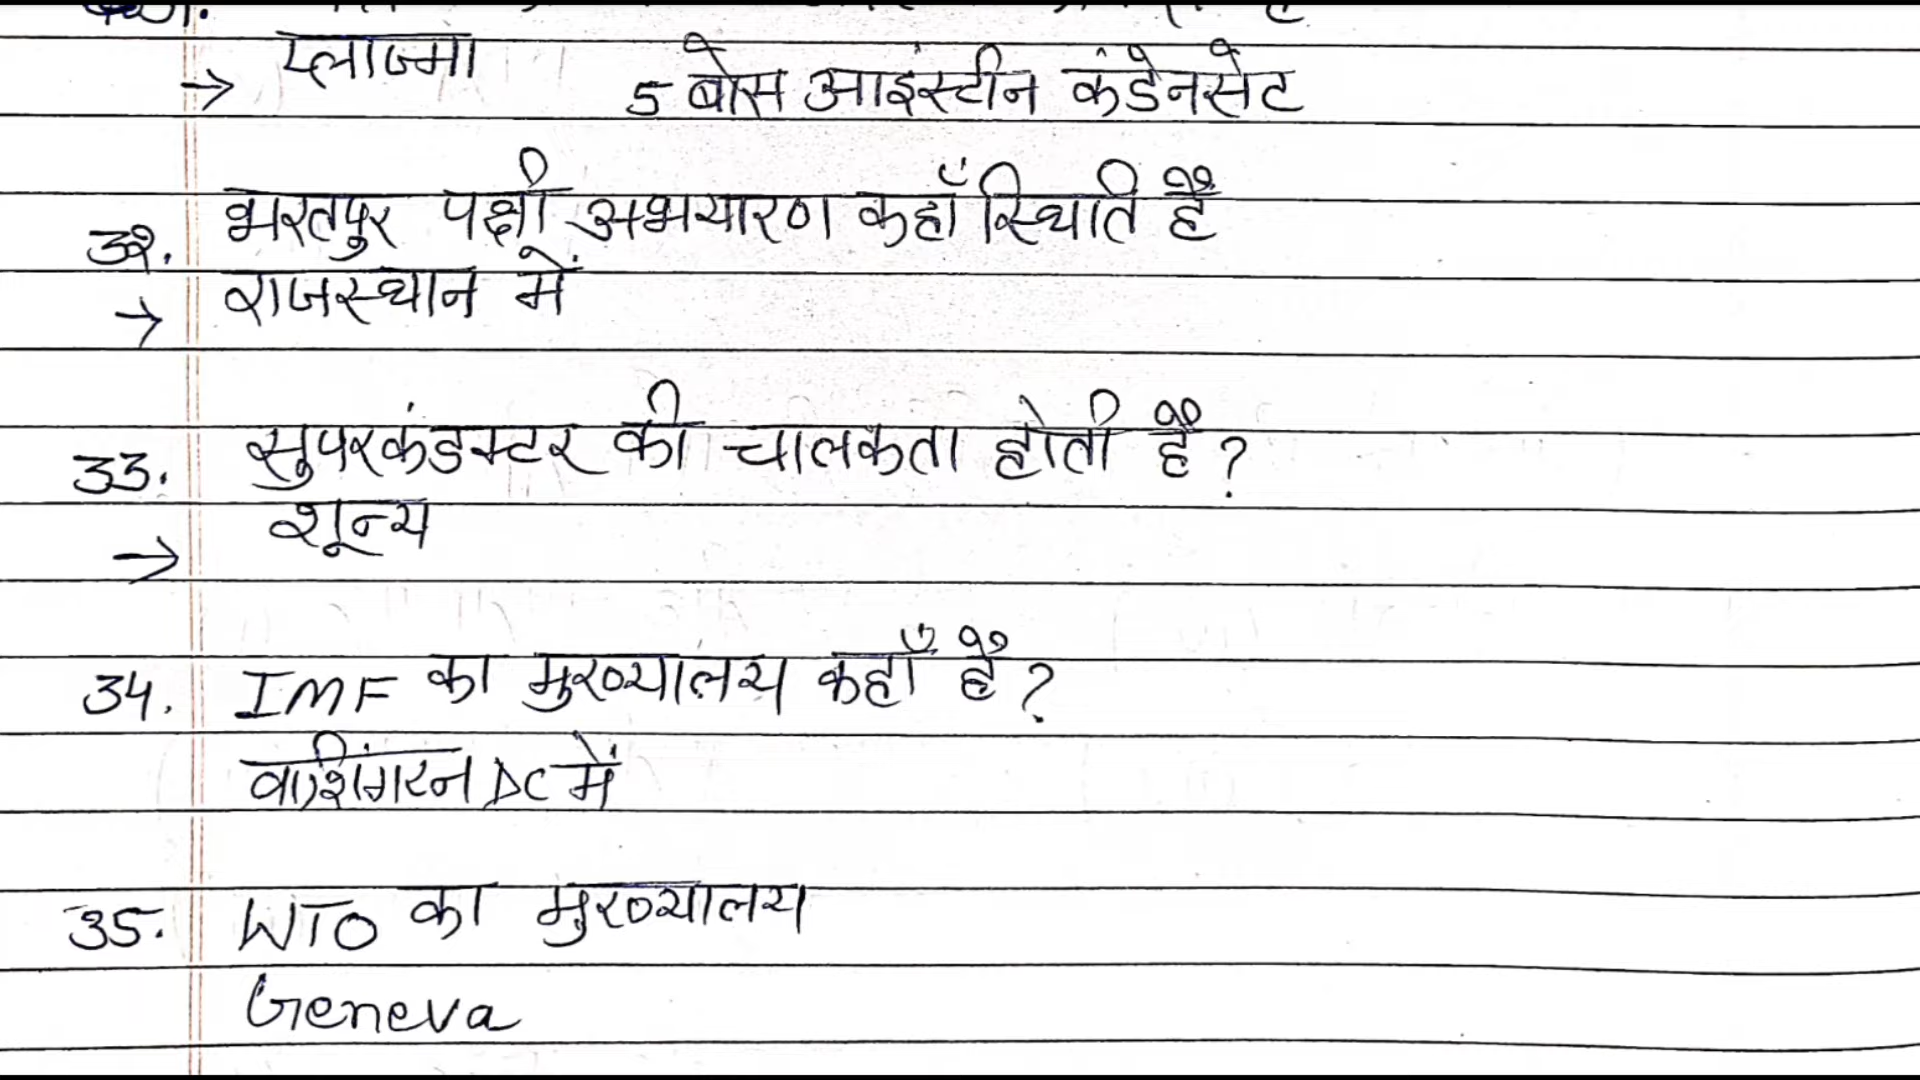 → प्लाज्मा 5 बोस आइंस्टीन कंडेनसेट
32. भरतपुर पक्षी अभयारण कहाँ स्थिति है
→ राजस्थान में
33. सुपरकंडक्टर की चालकता होती है?
→ शून्य
34. IMF का मुख्यालय कहाँ है?
वाशिंगटन DC में
35. WTO का मुख्यालय
Geneva